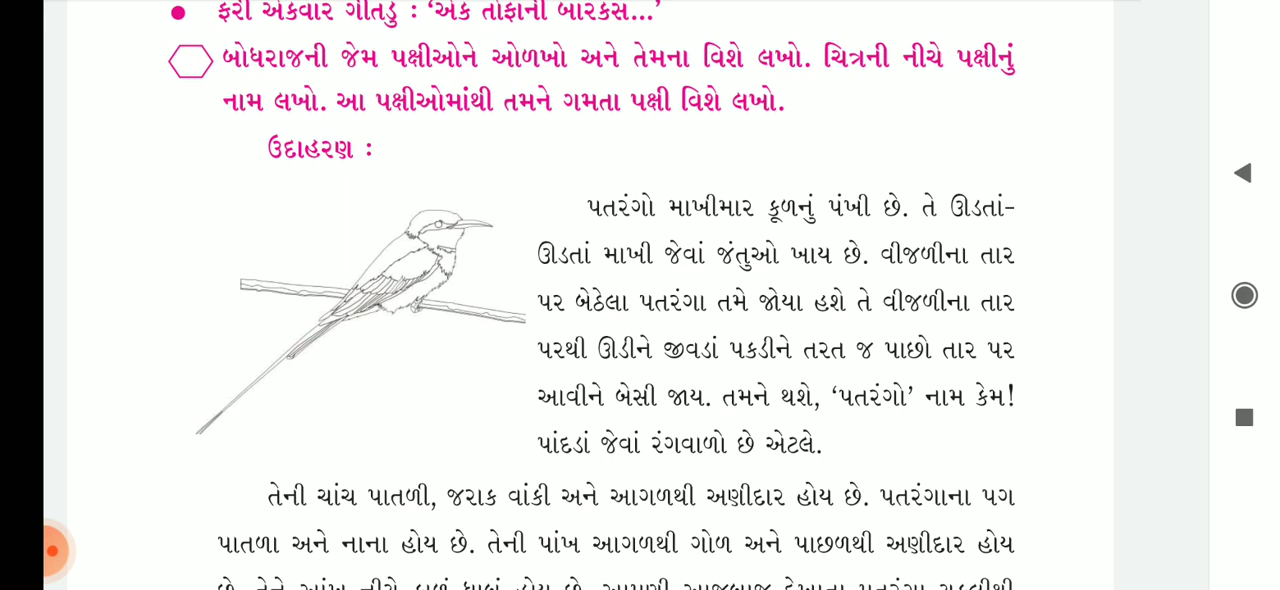 ફરી એકવાર ગીતડું : ‘એક તોફાની બારકસ...’
બોધરાજની જેમ પક્ષીઓને ઓળખો અને તેમના વિશે લખો. ચિત્રની નીચે પક્ષીનું
નામ લખો. આ પક્ષીઓમાંથી તમને ગમતા પક્ષી વિશે લખો.
ઉદાહરણ :
પતરંગો માખીમાર કૂળનું પંખી છે. તે ઊડતાં-
ઊડતાં માખી જેવાં જંતુઓ ખાય છે. વીજળીના તાર
પર બેઠેલા પતરંગા તમે જોયા હશે તે વીજળીના તાર
પરથી ઊડીને જીવડાં પકડીને તરત જ પાછો તાર પર
આવીને બેસી જાય. તમને થશે, ‘પતરંગો’ નામ કેમ!
પાંદડાં જેવાં રંગવાળો છે એટલે.
તેની ચાંચ પાતળી, જરાક વાંકી અને આગળથી અણીદાર હોય છે. પતરંગાના પગ
પાતળા અને નાના હોય છે. તેની પાંખ આગળથી ગોળ અને પાછળથી અણીદાર હોય
છે. તેને આંખ નીચે